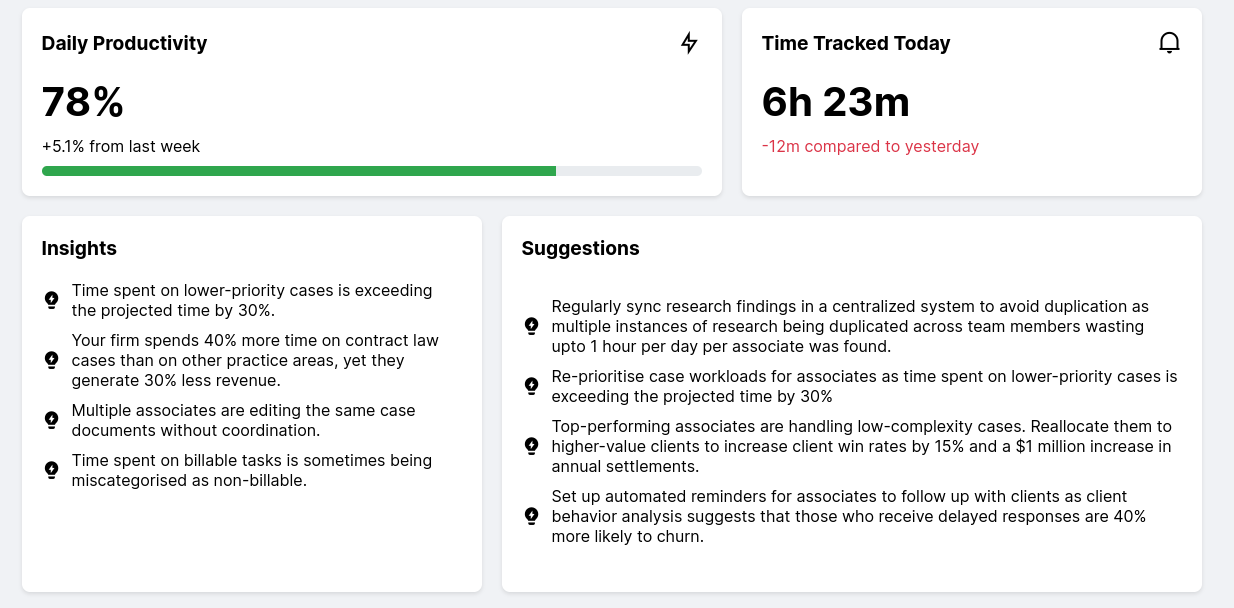 Daily Productivity
78%
+5.1% from last week
Time Tracked Today
6h 23m
-12m compared to yesterday
Insights
Time spent on lower-priority cases is exceeding
the projected time by 30%.
Your firm spends 40% more time on contract law
cases than on other practice areas, yet they
generate 30% less revenue.
Multiple associates are editing the same case
documents without coordination.
Time spent on billable tasks is sometimes being
miscategorised as non-billable.
Suggestions
Regularly sync research findings in a centralized system to avoid duplication as
multiple instances of research being duplicated across team members wasting
upto 1 hour per day per associate was found.
Re-prioritise case workloads for associates as time spent on lower-priority cases is
exceeding the projected time by 30%
Top-performing associates are handling low-complexity cases. Reallocate them to
higher-value clients to increase client win rates by 15% and a $1 million increase in
annual settlements.
Set up automated reminders for associates to follow up with clients as client
behavior analysis suggests that those who receive delayed responses are 40%
more likely to churn.